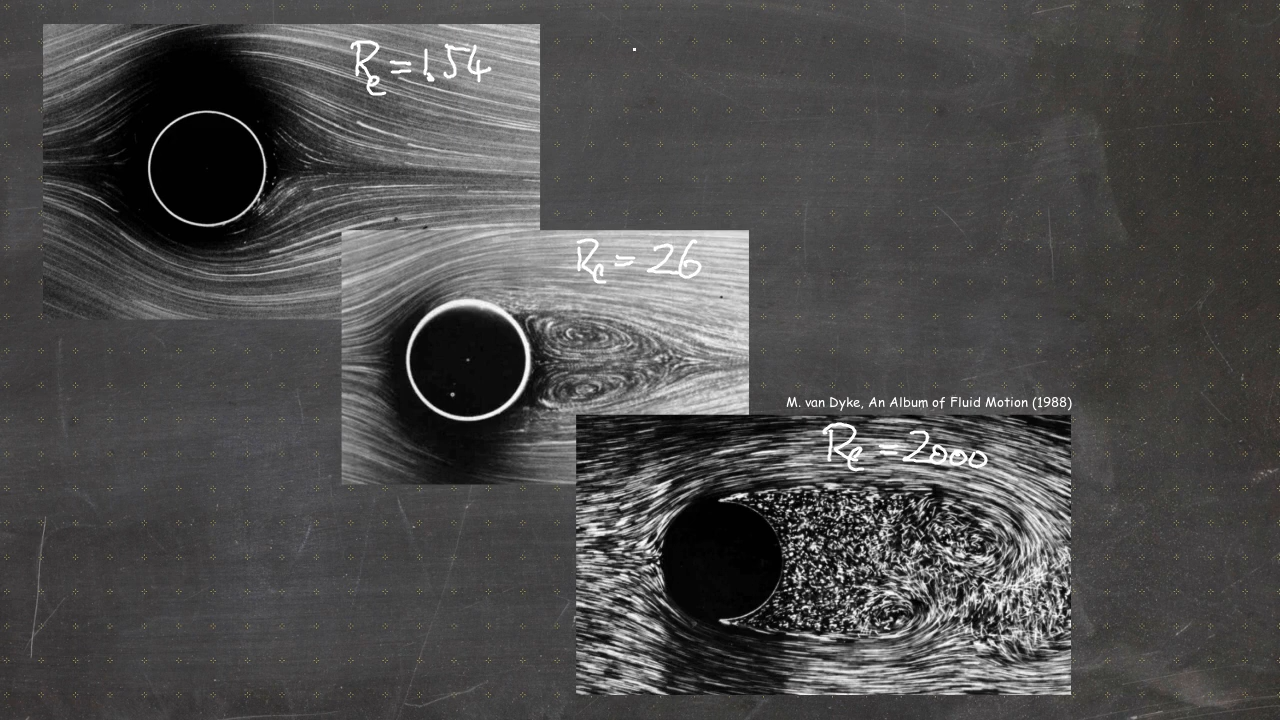 Re = 1.54
Re = 26
M. van Dyke, An Album of Fluid Motion (1988)
Re = 2000